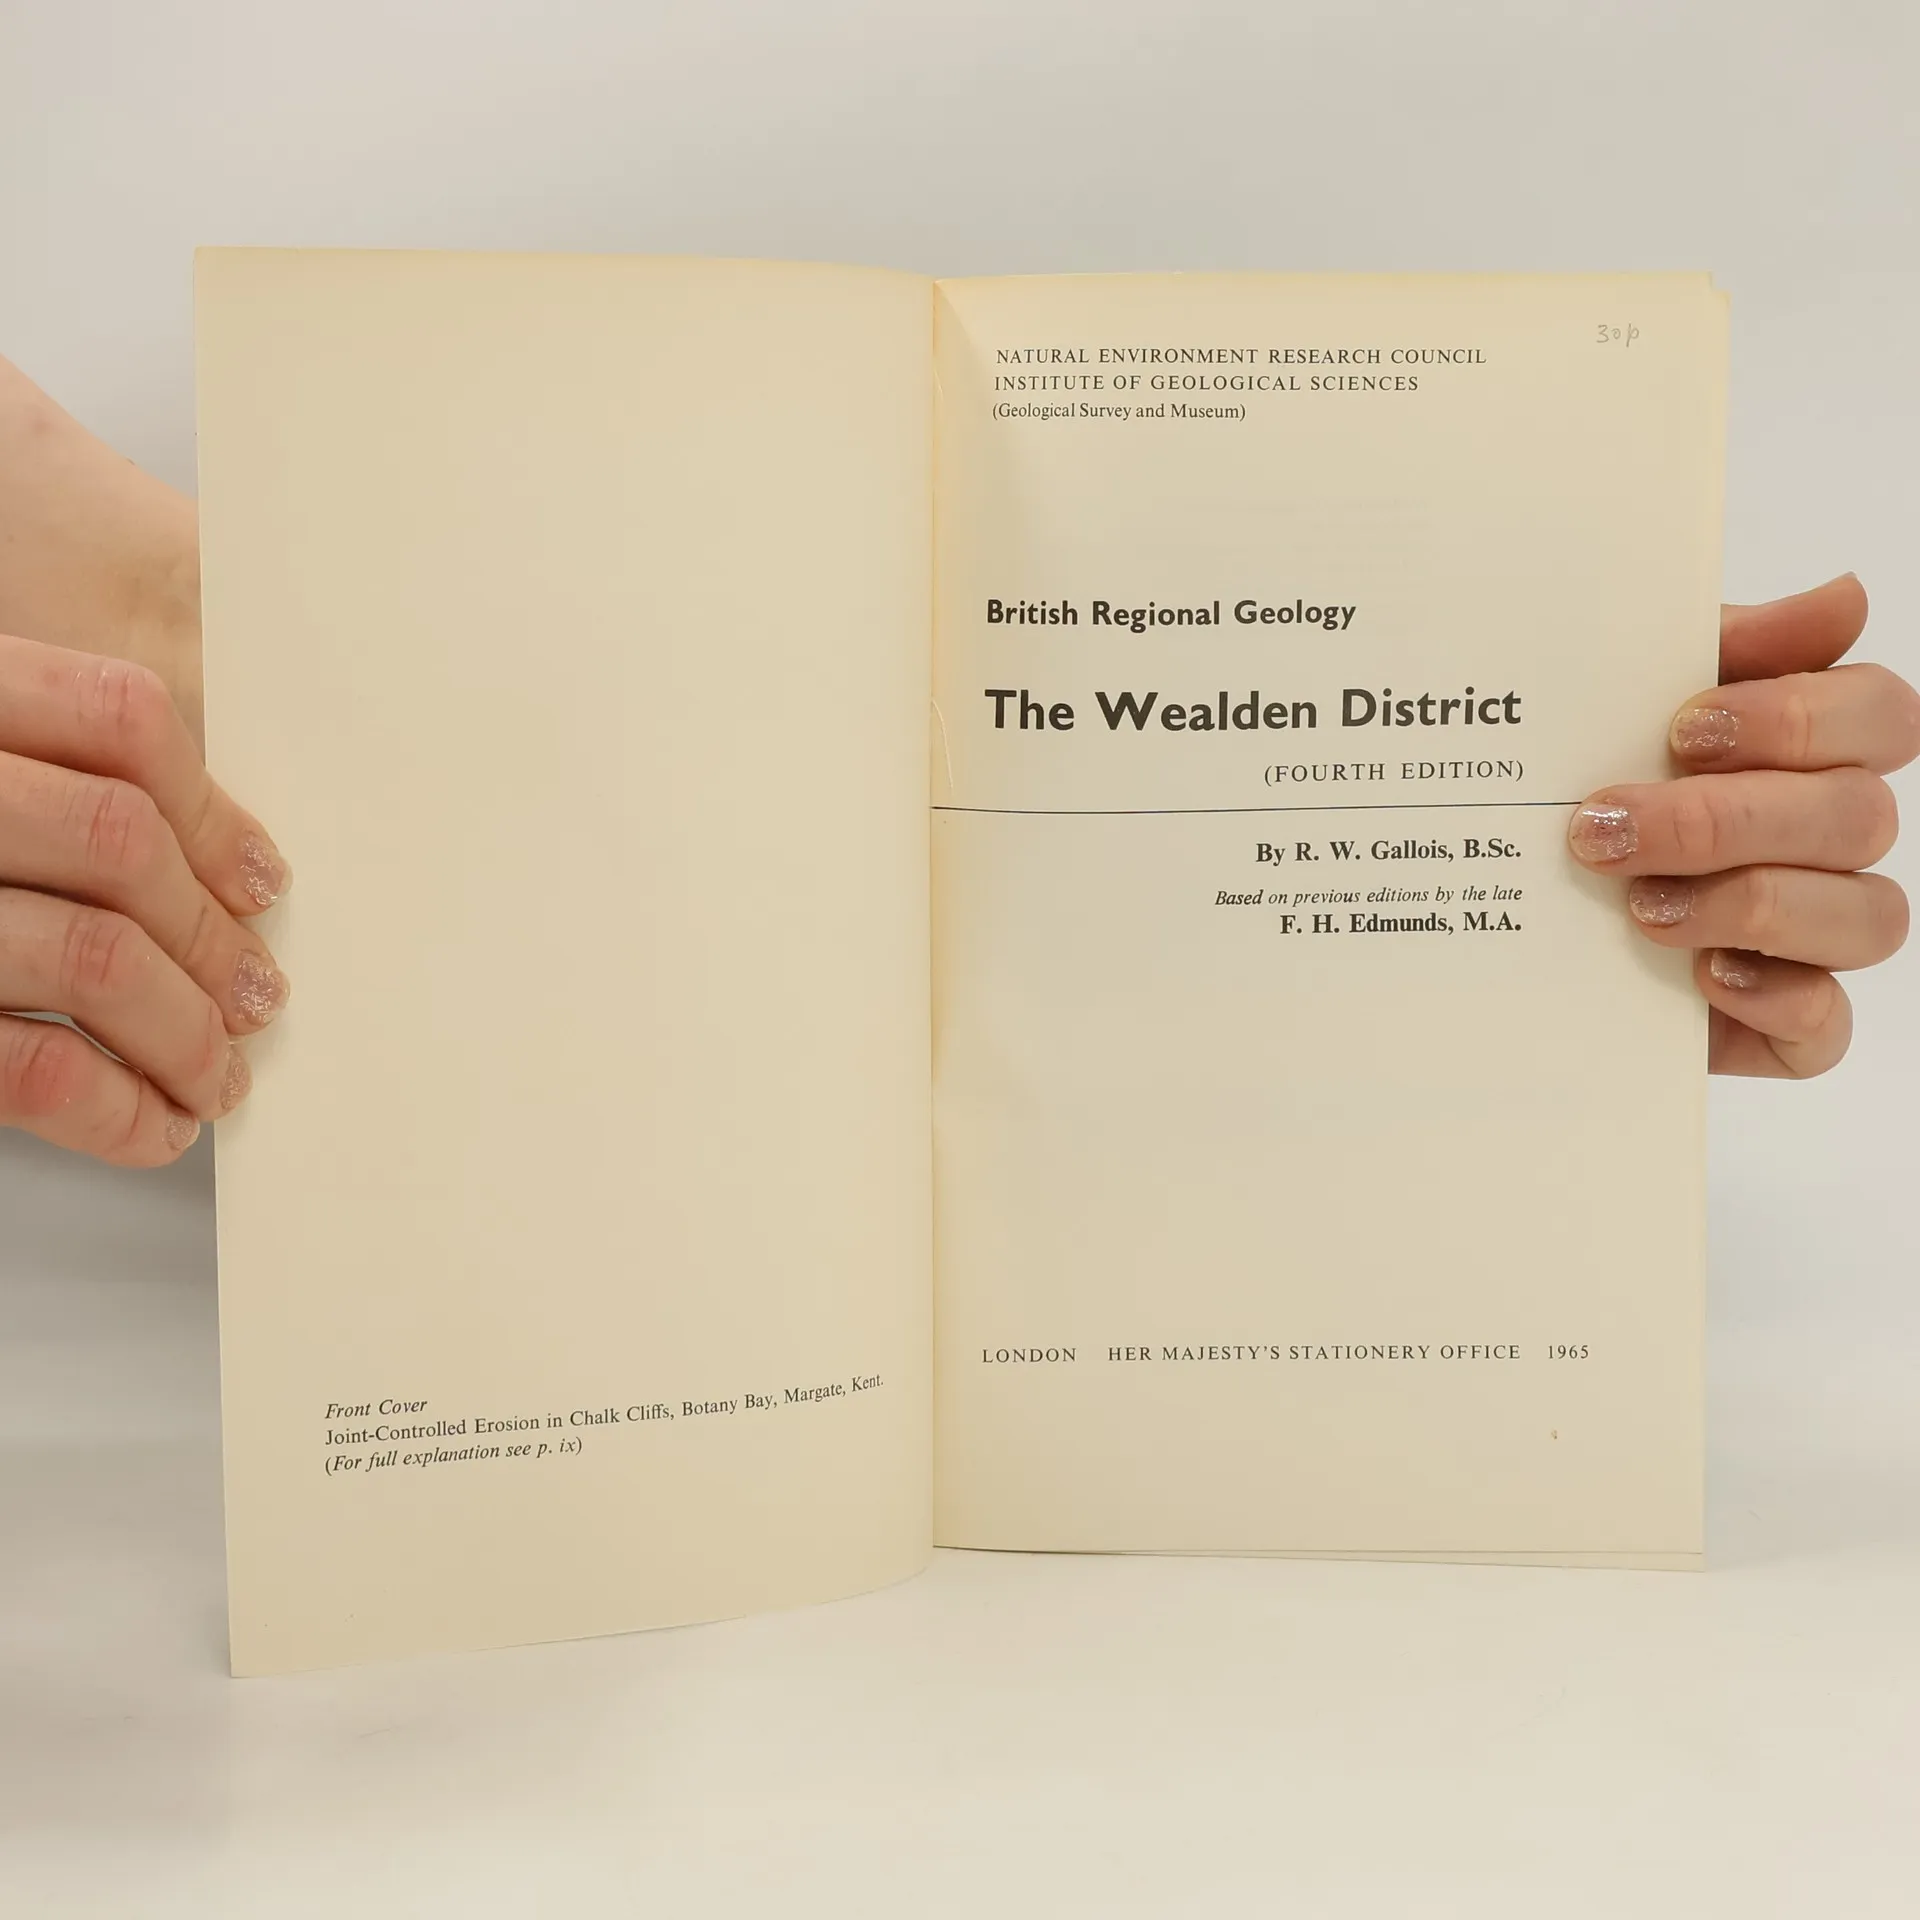 Front Cover
Joint-Controlled Erosion in Chalk Cliffs, Botany Bay, Margate, Kent.
(For full explanation see p. ix)
30p
NATURAL ENVIRONMENT RESEARCH COUNCIL
INSTITUTE OF GEOLOGICAL SCIENCES
(Geological Survey and Museum)
British Regional Geology
The Wealden District
(FOURTH EDITION)
By R. W. Gallois, B.Sc.
Based on previous editions by the late
F. H. Edmunds, M.A.
LONDON HER MAJESTY'S STATIONERY OFFICE 1965